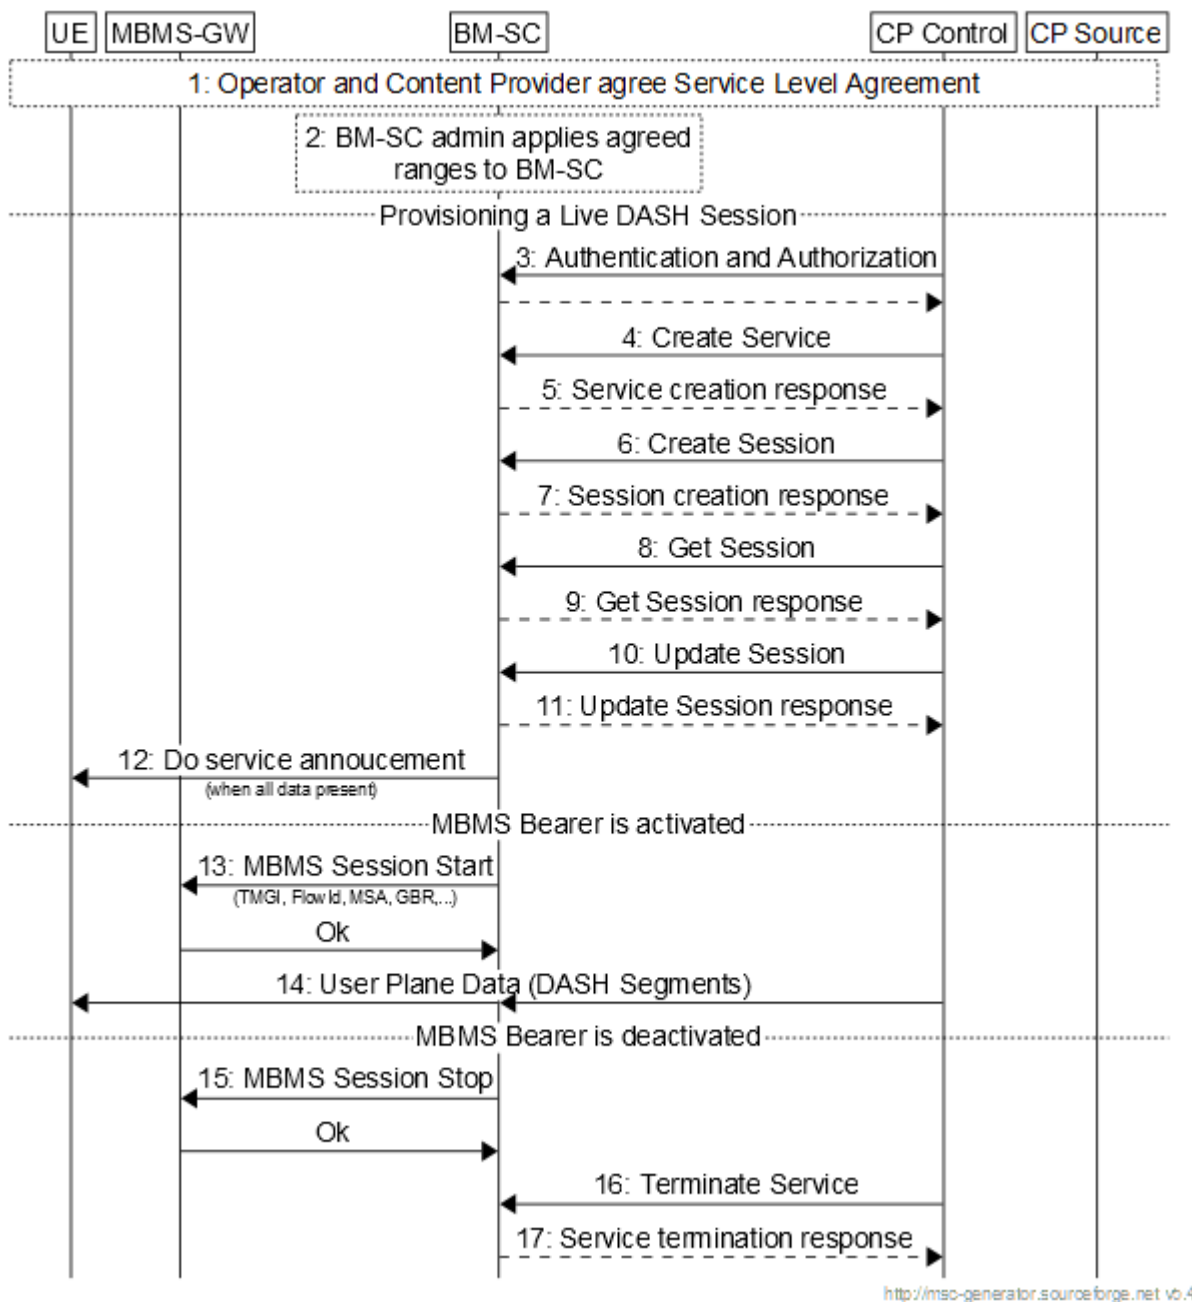 UE MBMS-GW BM-SC CP Control CP Source
1: Operator and Content Provider agree Service Level Agreement
2: BM-SC admin applies agreed
ranges to BM-SC
Provisioning a Live DASH Session
3: Authentication and Authorization
4: Create Service
5: Service creation response
6: Create Session
7: Session creation response
8: Get Session
9: Get Session response
10: Update Session
11: Update Session response
12: Do service annoucement
(when all data present)
MBMS Bearer is activated
13: MBMS Session Start
(TMGI, FlowId, MSA, GBR,...)
Ok
14: User Plane Data (DASH Segments)
MBMS Bearer is deactivated
15: MBMS Session Stop
Ok
16: Terminate Service
17: Service termination response
http://msc-generator.sourceforge.net v5.4